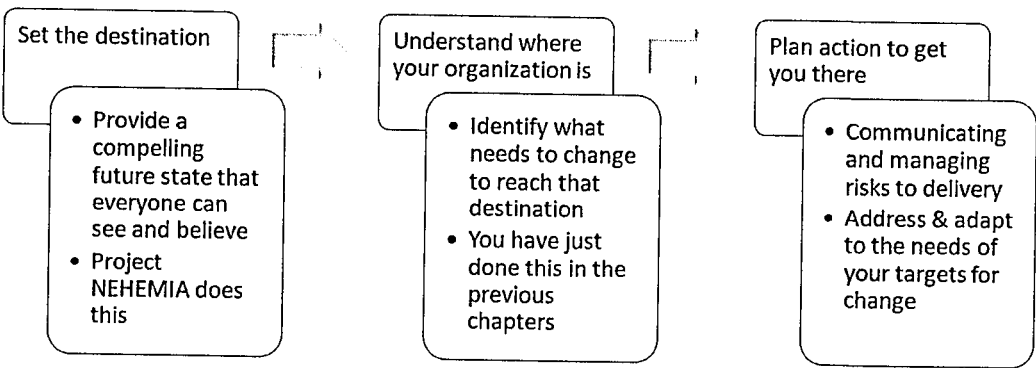 Set the destination
• Provide a
compelling
future state that
everyone can
see and believe
• Project
NEHEMIA does
this
Understand where
your organization is
• Identify what
needs to change
to reach that
destination
• You have just
done this in the
previous
chapters
Plan action to get
you there
• Communicating
and managing
risks to delivery
• Address & adapt
to the needs of
your targets for
change